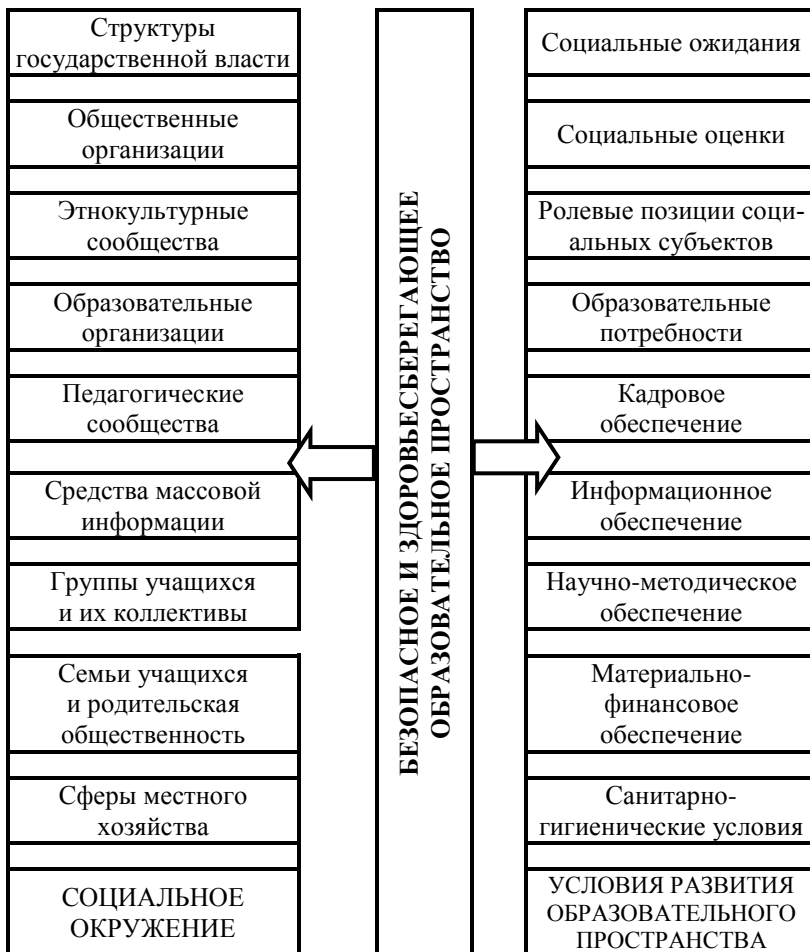 Структуры
государственной власти
Общественные
организации
Этнокультурные
сообщества
Образовательные
организации
Педагогические
сообщества
Средства массовой
информации
Группы учащихся
и их коллективы
Семьи учащихся
и родительская
общественность
Сферы местного
хозяйства
СОЦИАЛЬНОЕ
ОКРУЖЕНИЕ
БЕЗОПАСНОЕ И ЗДОРОВЬЕСБЕРЕГАЮЩЕЕ
ОБРАЗОВАТЕЛЬНОЕ ПРОСТРАНСТВО
Социальные ожидания
Социальные оценки
Ролевые позиции соци-
альных субъектов
Образовательные
потребности
Кадровое
обеспечение
Информационное
обеспечение
Научно-методическое
обеспечение
Материально-
финансовое
обеспечение
Санитарно-
гигиенические условия
УСЛОВИЯ РАЗВИТИЯ
ОБРАЗОВАТЕЛЬНОГО
ПРОСТРАНСТВА